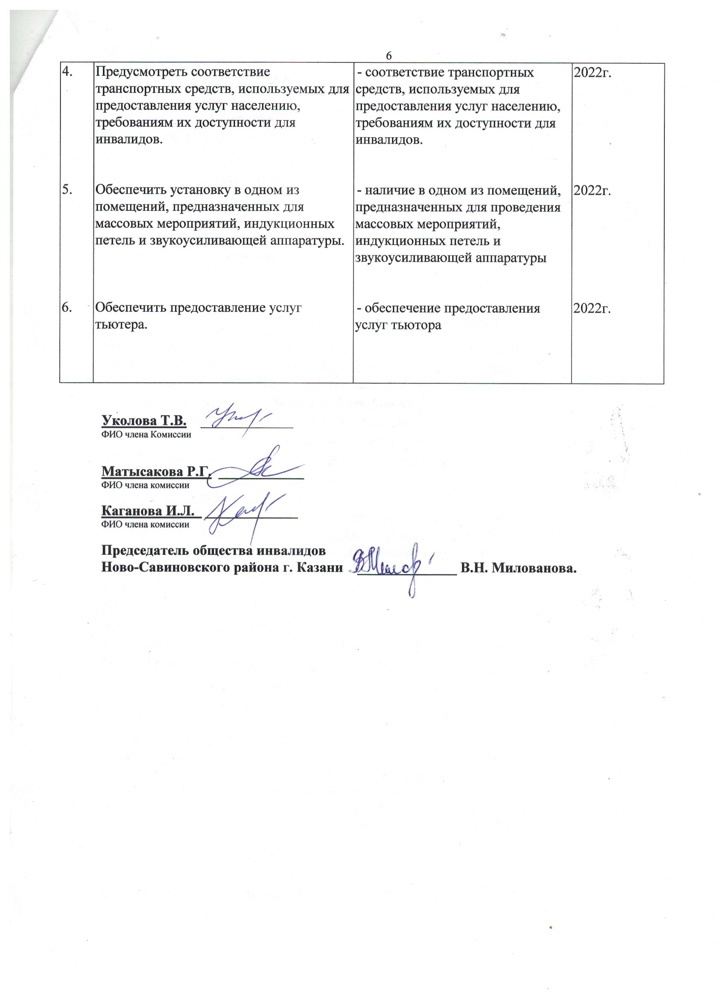 6
4.
Предусмотреть соответствие
транспортных средств, используемых для
предоставления услуг населению,
требованиям их доступности для
инвалидов.
- соответствие транспортных
средств, используемых для
предоставления услуг населению,
требованиям их доступности для
инвалидов.
2022г.
5.
Обеспечить установку в одном из
помещений, предназначенных для
массовых мероприятий, индукционных
петель и звукоусиливающей аппаратуры.
- наличие в одном из помещений,
предназначенных для проведения
массовых мероприятий,
индукционных петель и
звукоусиливающей аппаратуры
2022г.
6.
Обеспечить предоставление услуг
тьютера.
- обеспечение предоставления
услуг тьютора
2022г.
Уколова Т.В.
ФИО члена Комиссии
Матысакова Р.Г.
ФИО члена комиссии
Каганова И.Л.
ФИО члена комиссии
Председатель общества инвалидов
Ново-Савиновского района г. Казани В.Н. Милованова.